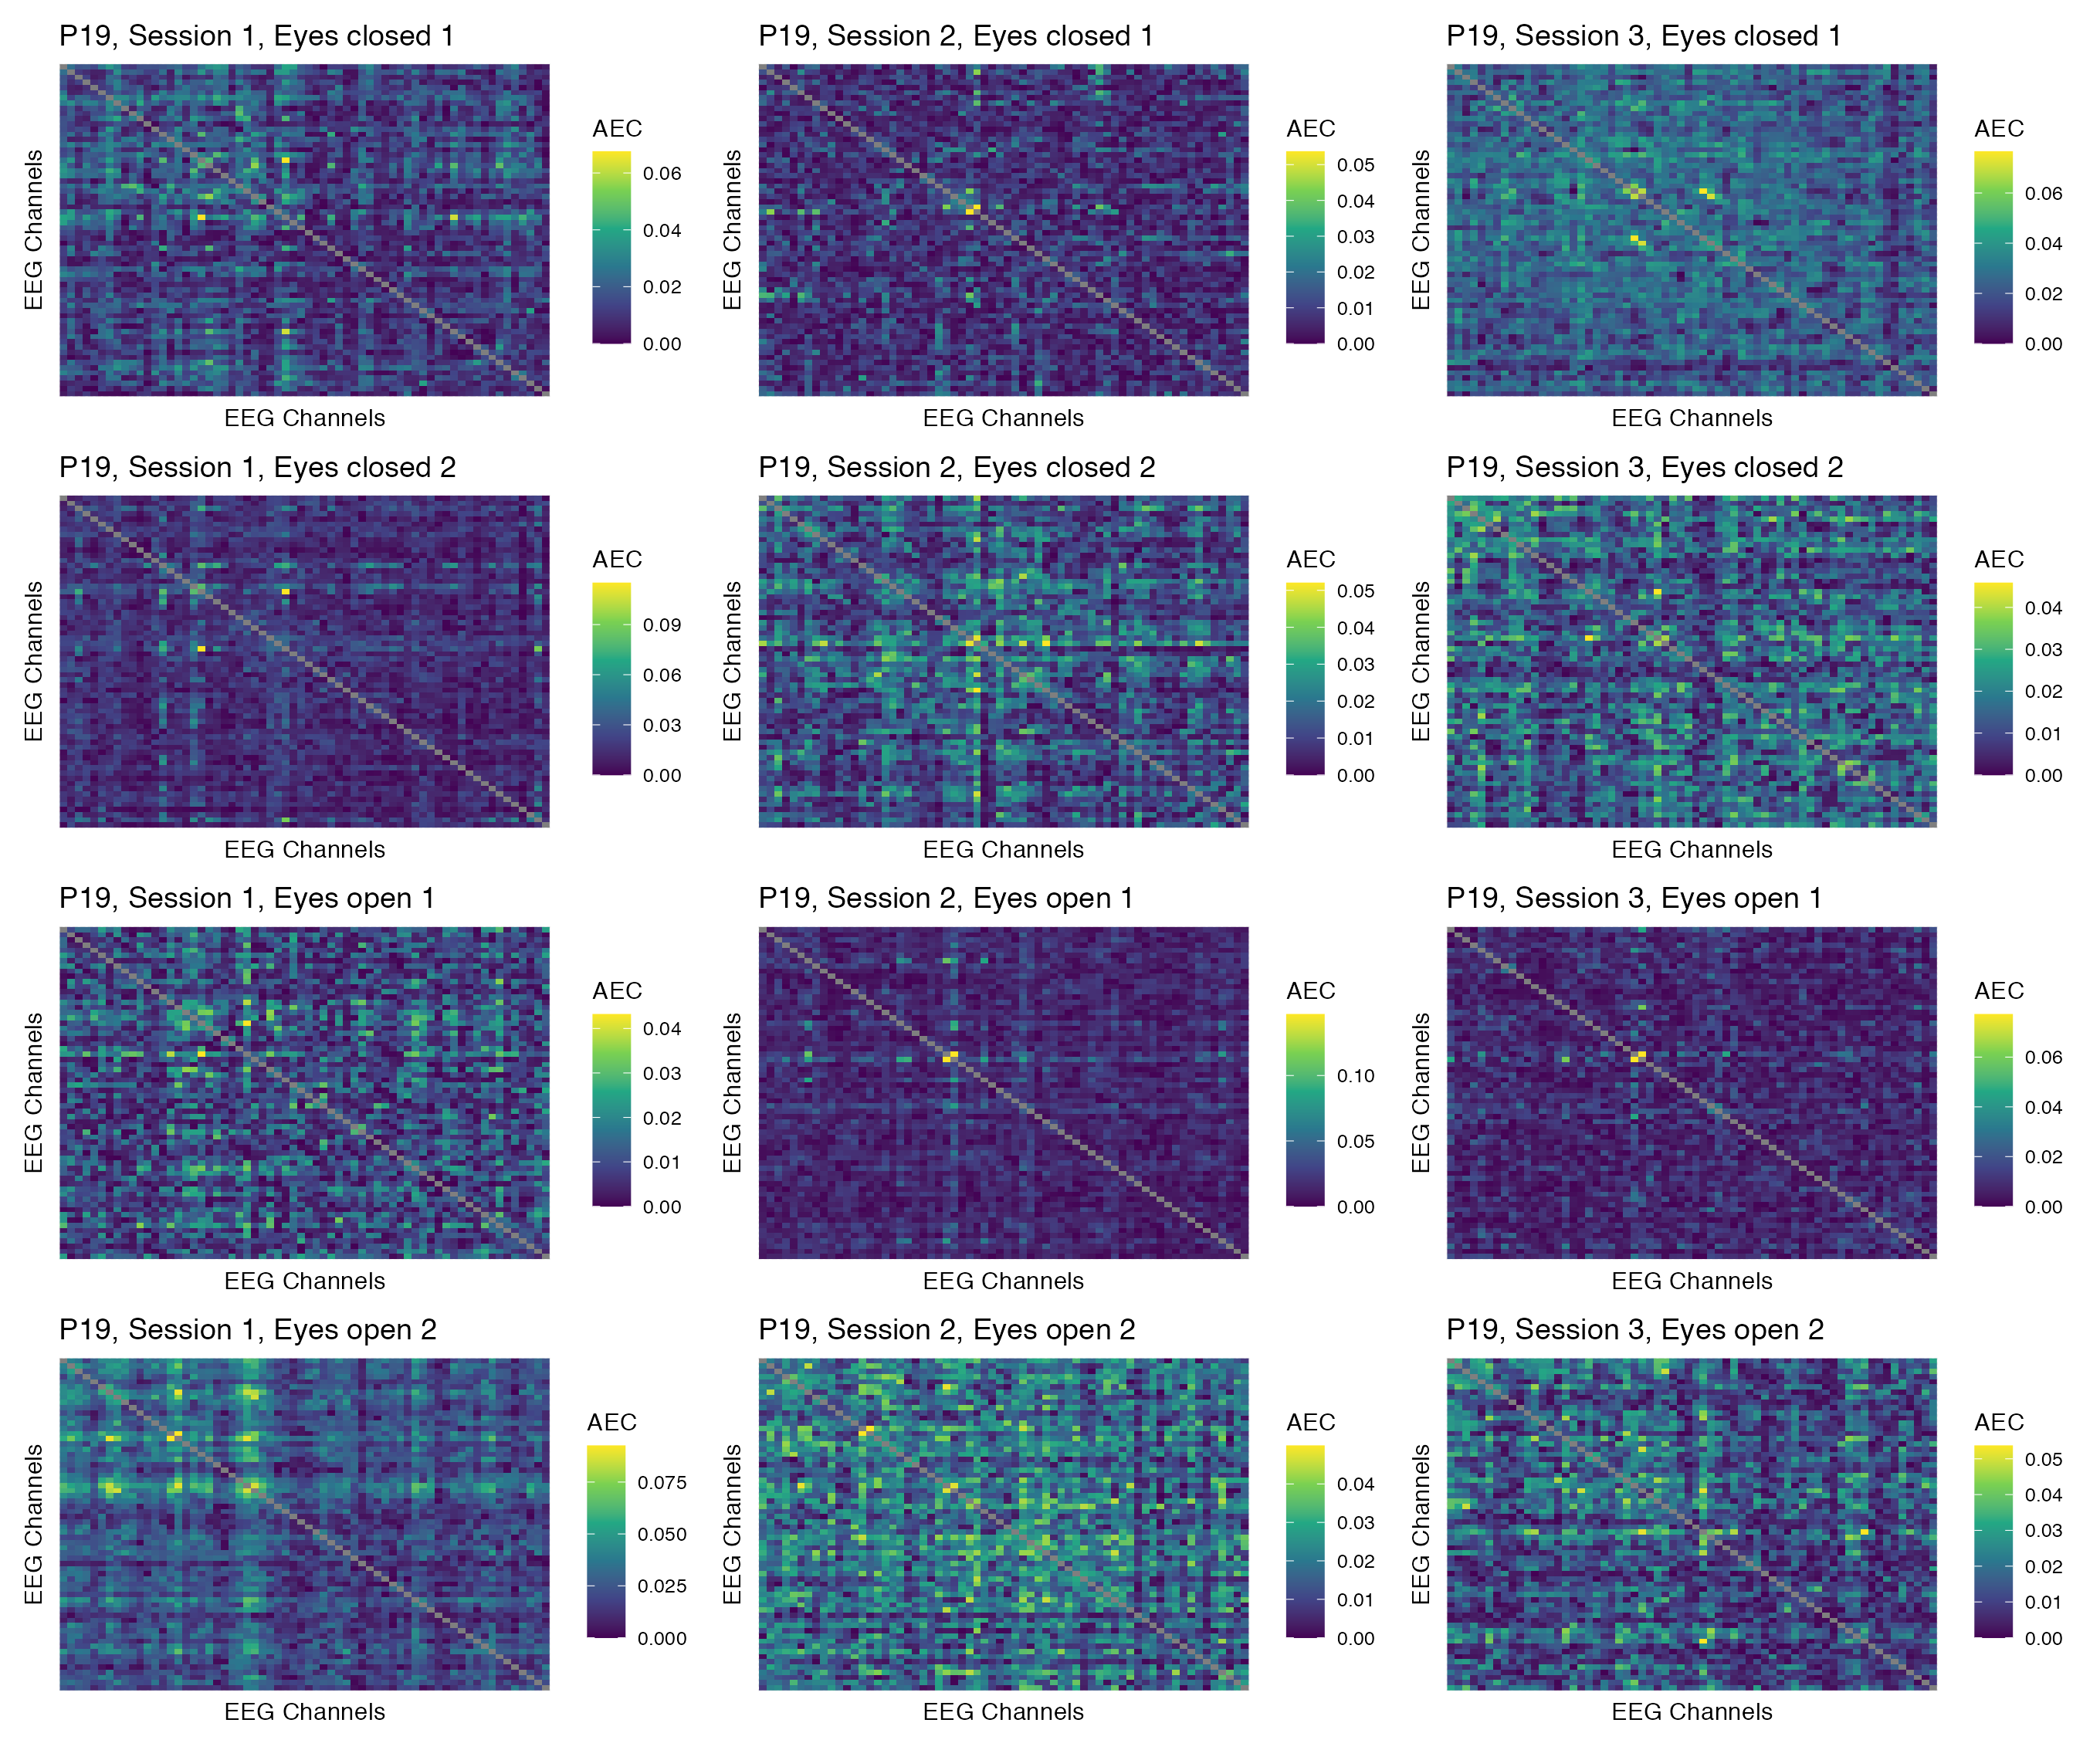 P19, Session 1, Eyes closed 1
EEG Channels
EEG Channels
AEC
0.06
0.04
0.02
0.00
P19, Session 2, Eyes closed 1
EEG Channels
EEG Channels
AEC
0.05
0.04
0.03
0.02
0.01
0.00
P19, Session 3, Eyes closed 1
EEG Channels
EEG Channels
AEC
0.06
0.04
0.02
0.00
P19, Session 1, Eyes closed 2
EEG Channels
EEG Channels
AEC
0.09
0.06
0.03
0.00
P19, Session 2, Eyes closed 2
EEG Channels
EEG Channels
AEC
0.05
0.04
0.03
0.02
0.01
0.00
P19, Session 3, Eyes closed 2
EEG Channels
EEG Channels
AEC
0.04
0.03
0.02
0.01
0.00
P19, Session 1, Eyes open 1
EEG Channels
EEG Channels
AEC
0.04
0.03
0.02
0.01
0.00
P19, Session 2, Eyes open 1
EEG Channels
EEG Channels
AEC
0.10
0.05
0.00
P19, Session 3, Eyes open 1
EEG Channels
EEG Channels
AEC
0.06
0.04
0.02
0.00
P19, Session 1, Eyes open 2
EEG Channels
EEG Channels
AEC
0.075
0.050
0.025
0.000
P19, Session 2, Eyes open 2
EEG Channels
EEG Channels
AEC
0.04
0.03
0.02
0.01
0.00
P19, Session 3, Eyes open 2
EEG Channels
EEG Channels
AEC
0.05
0.04
0.03
0.02
0.01
0.00